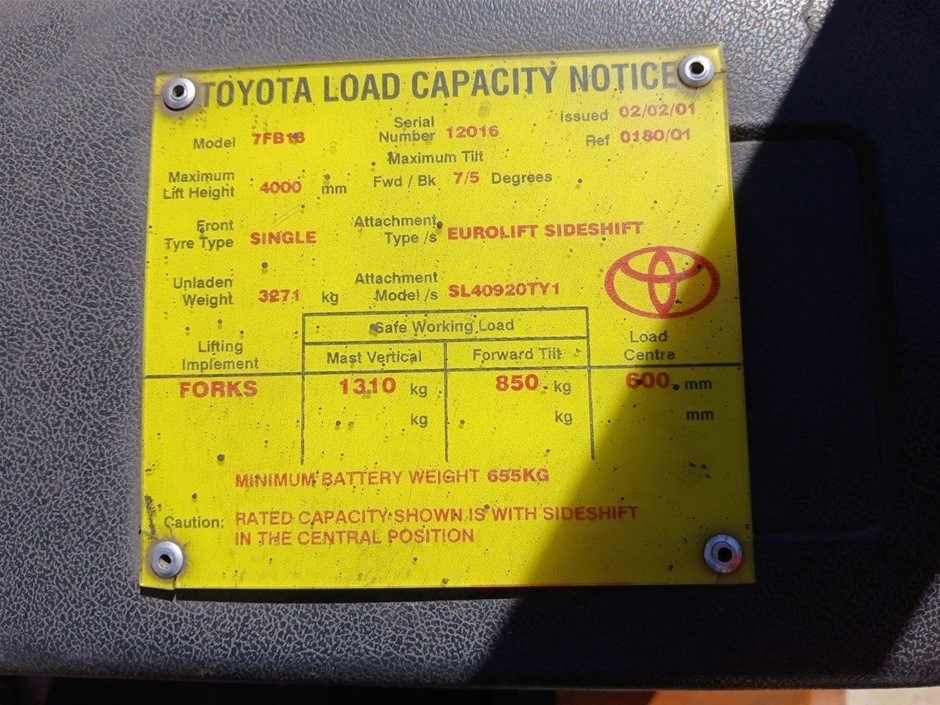 TOYOTA LOAD CAPACITY NOTICE
Model 7FB18 Serial Number 12016 Issued 02/02/01
Ref 0180/01
Maximum Tilt
Maximum Lift Height 4000 mm Fwd / Bk 7/5 Degrees
Front Tyre Type SINGLE Attachment Type /s EUROLIFT SIDESHIFT
Unladen Weight 3271 kg Attachment Model /s SL40920TY1
Safe Working Load
Lifting Implement Mast Vertical Forward Tilt Load Centre
FORKS 1310 kg 850 kg 600 mm
kg kg mm
MINIMUM BATTERY WEIGHT 655KG
Caution: RATED CAPACITY SHOWN IS WITH SIDESHIFT
IN THE CENTRAL POSITION